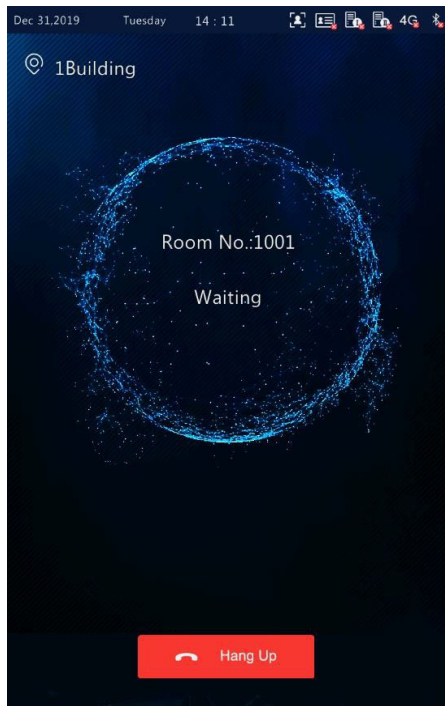 Dec 31,2019 Tuesday 14 : 11 4G
1Building
Room No.:1001
Waiting
Hang Up